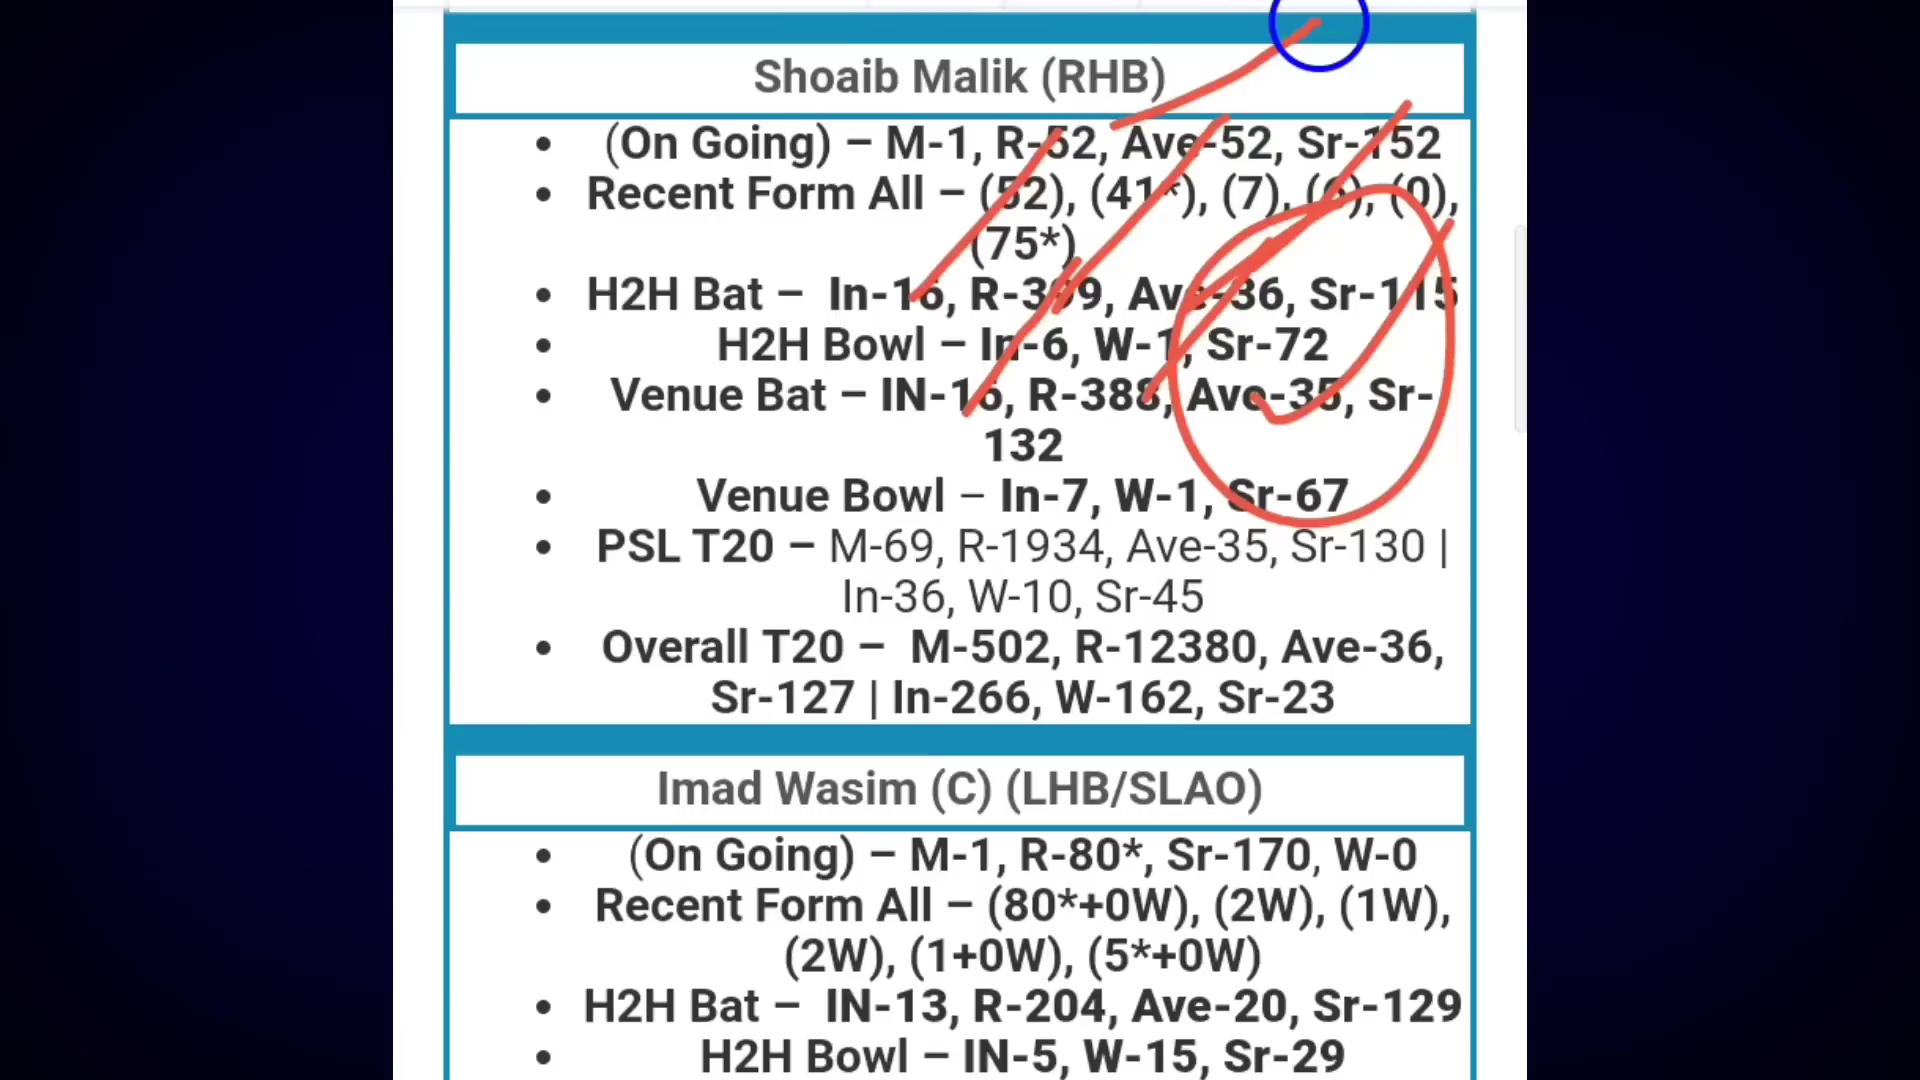 Shoaib Malik (RHB)
(On Going) – M-1, R-52, Ave-52, Sr-152
Recent Form All – (52), (41*), (7), (6), (0),
(75*)
H2H Bat – In-16, R-399, Ave-36, Sr-115
H2H Bowl – In-6, W-1, Sr-72
Venue Bat – IN-16, R-388, Ave-35, Sr-
132
Venue Bowl – In-7, W-1, Sr-67
PSL T20 – M-69, R-1934, Ave-35, Sr-130 |
In-36, W-10, Sr-45
Overall T20 – M-502, R-12380, Ave-36,
Sr-127 | In-266, W-162, Sr-23
Imad Wasim (C) (LHB/SLAO)
(On Going) – M-1, R-80*, Sr-170, W-0
Recent Form All – (80*+0W), (2W), (1W),
(2W), (1+0W), (5*+0W)
H2H Bat – IN-13, R-204, Ave-20, Sr-129
H2H Bowl – IN-5, W-15, Sr-29